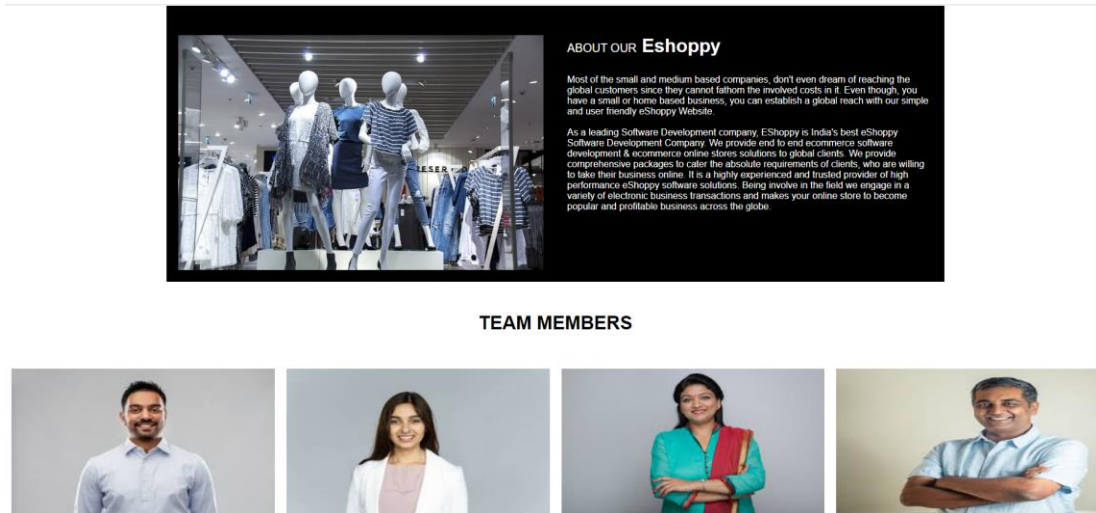 ABOUT OUR Eshoppy
Most of the small and medium based companies, don't even dream of reaching the
global customers since they cannot fathom the involved costs in it. Even though, you
have a small or home based business, you can establish a global reach with our simple
and user friendly eShoppy Website.
As a leading Software Development company, EShoppy is India's best eShoppy
Software Development Company. We provide end to end ecommerce software
development & ecommerce online stores solutions to global clients. We provide
comprehensive packages to cater the absolute requirements of clients, who are willing
to take their business online. It is a highly experienced and trusted provider of high
performance eShoppy software solutions. Being involve in the field we engage in a
variety of electronic business transactions and makes your online store to become
popular and profitable business across the globe.
RESER
TEAM MEMBERS